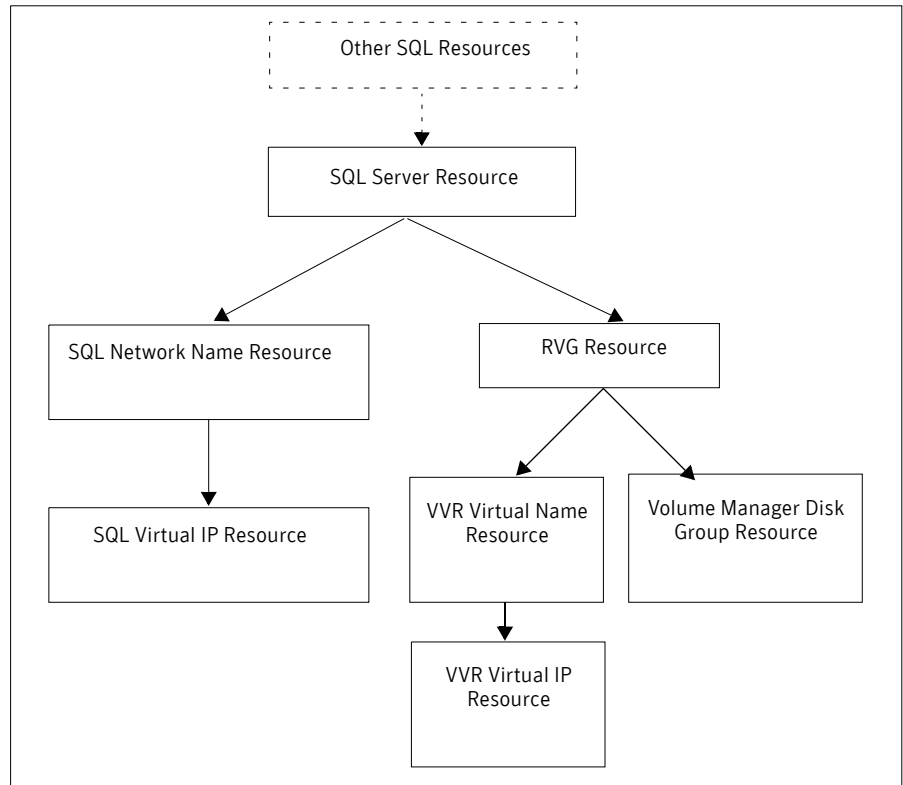 Other SQL Resources
SQL Server Resource
SQL Network Name Resource
RVG Resource
SQL Virtual IP Resource
VVR Virtual Name
Resource
Volume Manager Disk
Group Resource
VVR Virtual IP
Resource